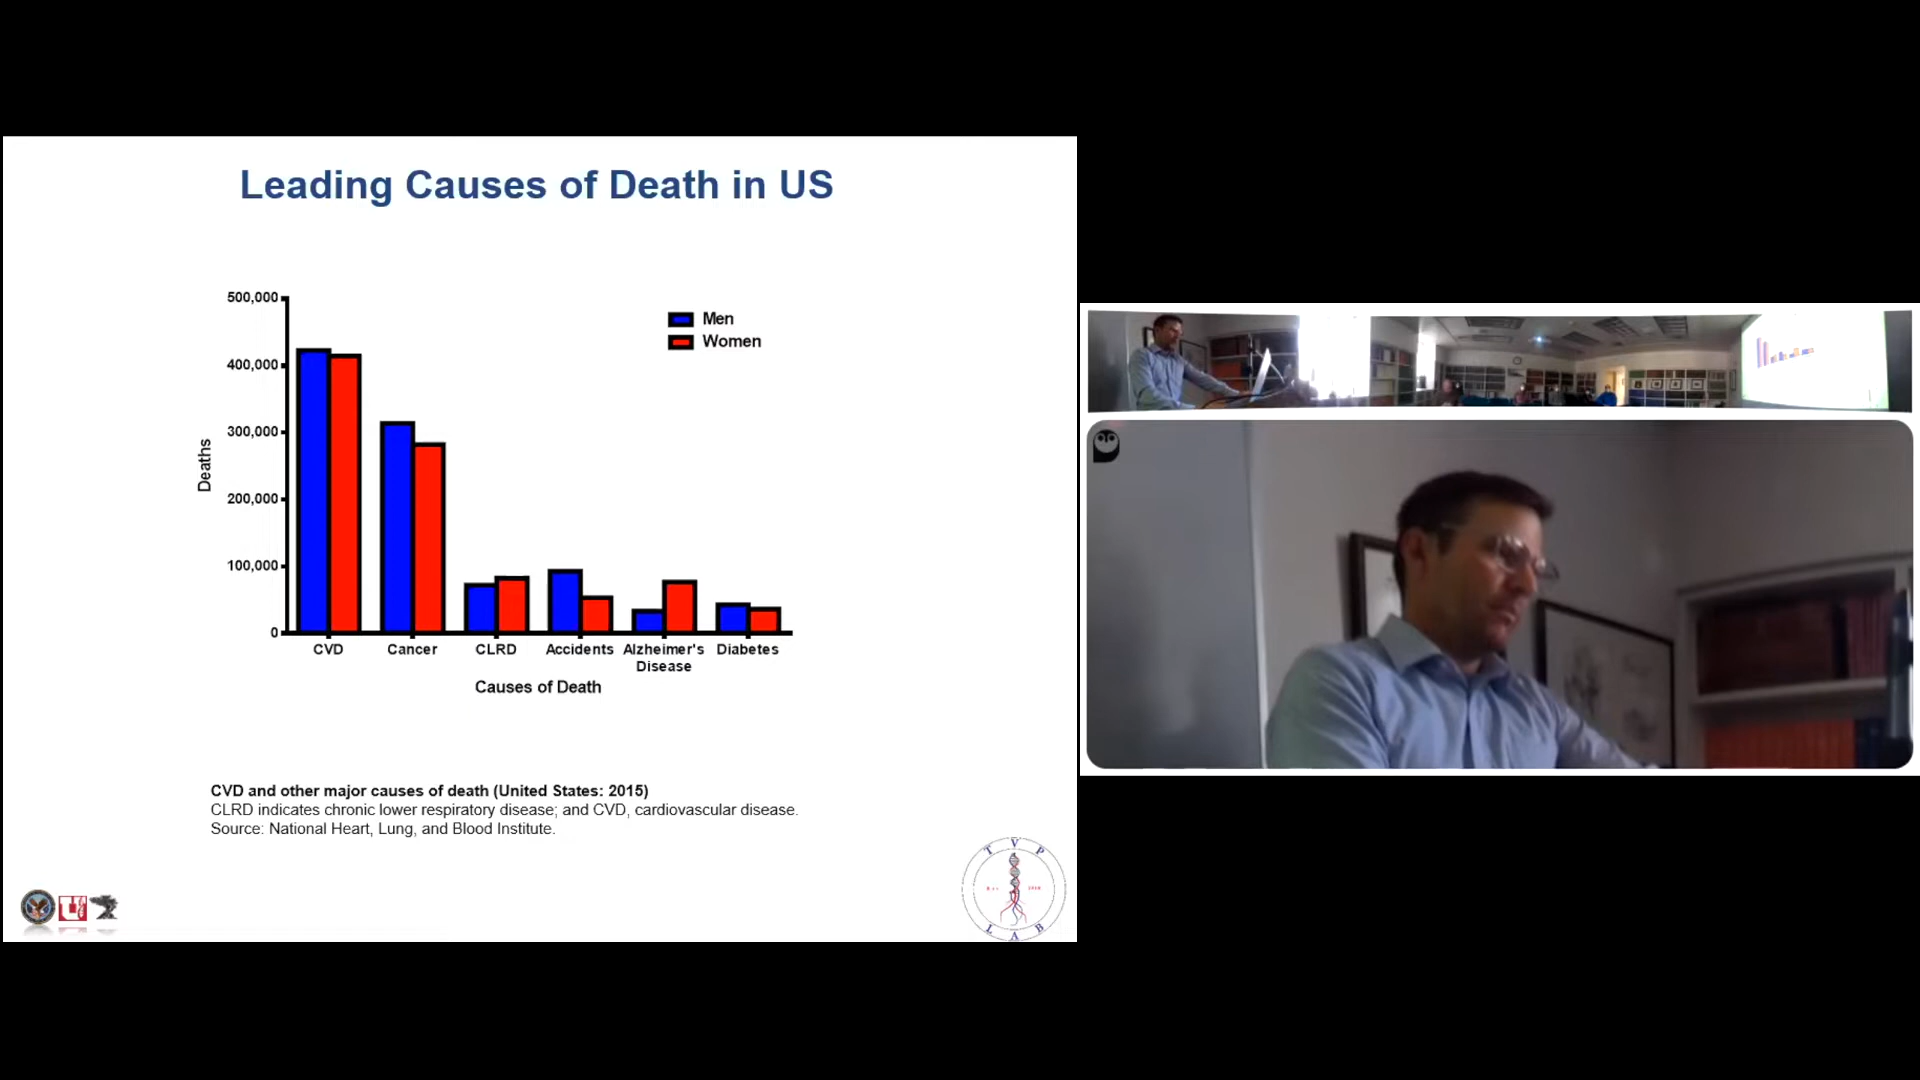 Leading Causes of Death in US
500,000
400,000
300,000
200,000
100,000
0
Deaths
Men
Women
CVD
Cancer
CLRD
Accidents
Alzheimer's
Disease
Diabetes
Causes of Death
CVD and other major causes of death (United States: 2015)
CLRD indicates chronic lower respiratory disease; and CVD, cardiovascular disease.
Source: National Heart, Lung, and Blood Institute.
T V P
L A B
U